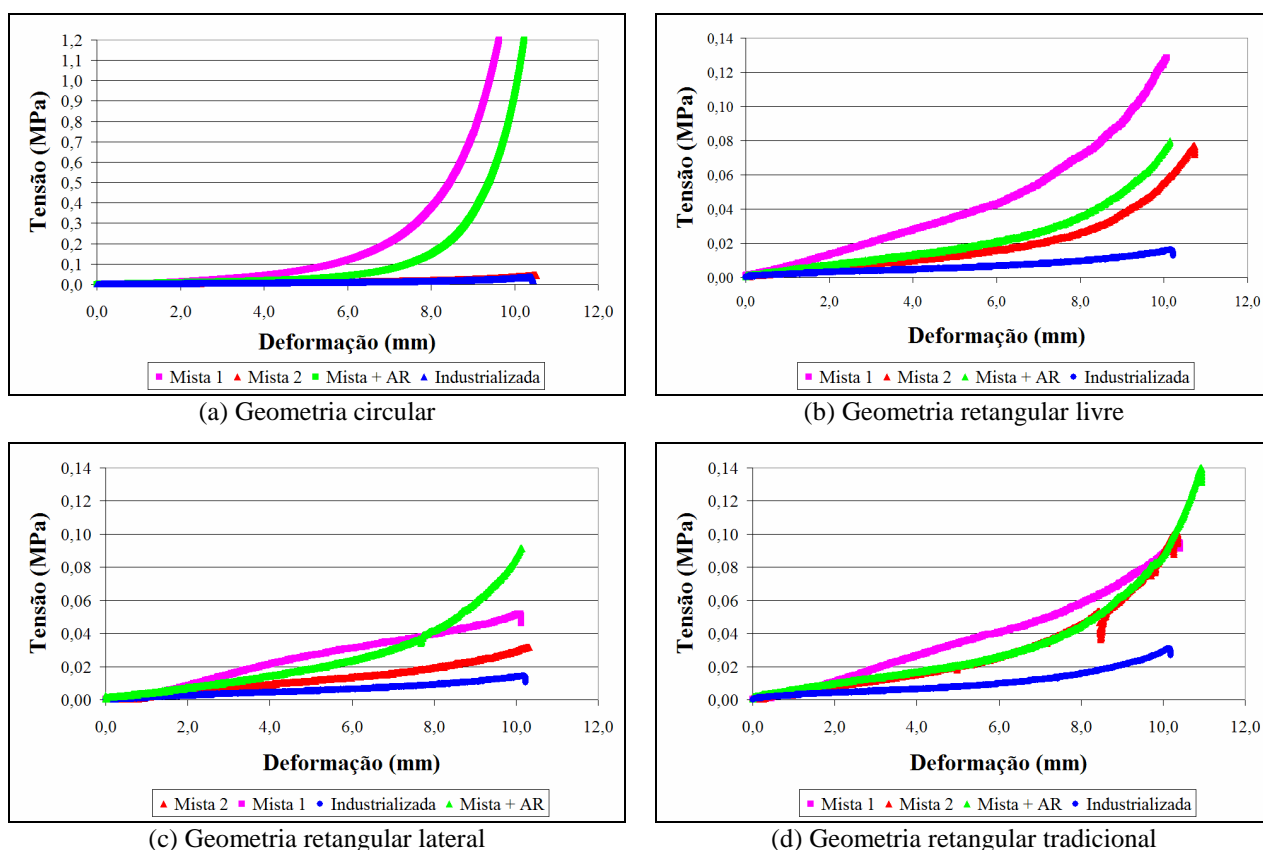 1,2
1,1
1,0
0,9
0,8
0,7
0,6
0,5
0,4
0,3
0,2
0,1
0,0
Tensão (MPa)
0,0 2,0 4,0 6,0 8,0 10,0 12,0
Deformação (mm)
Mista 1 Mista 2 Mista + AR Industrializada
(a) Geometria circular
0,14
0,12
0,10
0,08
0,06
0,04
0,02
0,00
Tensão (MPa)
0,0 2,0 4,0 6,0 8,0 10,0 12,0
Deformação (mm)
Mista 1 Mista 2 Mista + AR Industrializada
(b) Geometria retangular livre
0,14
0,12
0,10
0,08
0,06
0,04
0,02
0,00
Tensão (MPa)
0,0 2,0 4,0 6,0 8,0 10,0 12,0
Deformação (mm)
Mista 2 Mista 1 Industrializada Mista + AR
(c) Geometria retangular lateral
0,14
0,12
0,10
0,08
0,06
0,04
0,02
0,00
Tensão (MPa)
0,0 2,0 4,0 6,0 8,0 10,0 12,0
Deformação (mm)
Mista 1 Mista 2 Mista + AR Industrializada
(d) Geometria retangular tradicional